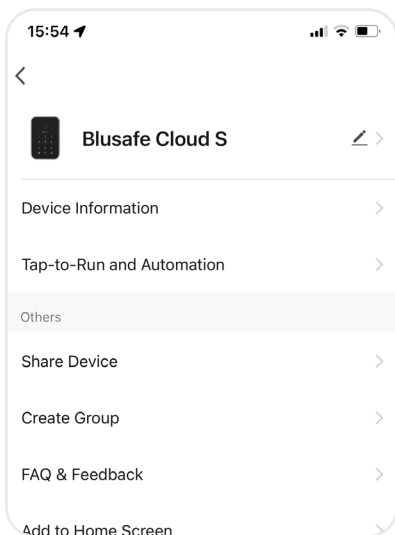 15:54
Blusafe Cloud S
Device Information
Tap-to-Run and Automation
Others
Share Device
Create Group
FAQ & Feedback
Add to Home Screen